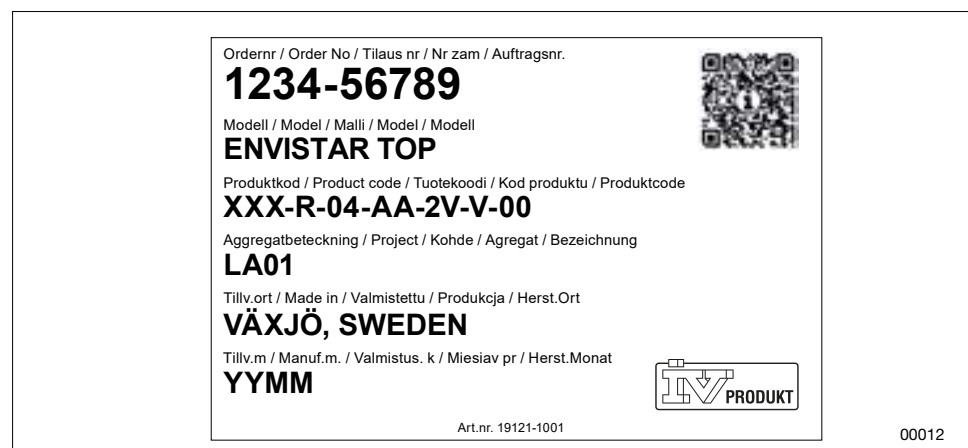 Ordernr / Order No / Tilaus nr / Nr zam / Auftragsnr.
1234-56789
Modell / Model / Malli / Model / Modell
ENVISTAR TOP
Produktkod / Product code / Tuotekoodi / Kod produktu / Produktcode
XXX-R-04-AA-2V-V-00
Aggregatbeteckning / Project / Kohde / Agregat / Bezeichnung
LA01
Tillv.ort / Made in / Valmistettu / Produkcja / Herst.Ort
VÄXJÖ, SWEDEN
Tillv.m / Manuf.m. / Valmistus. k / Miesiav pr / Herst.Monat
YYMM
IV PRODUKT
Art.nr. 19121-1001
00012